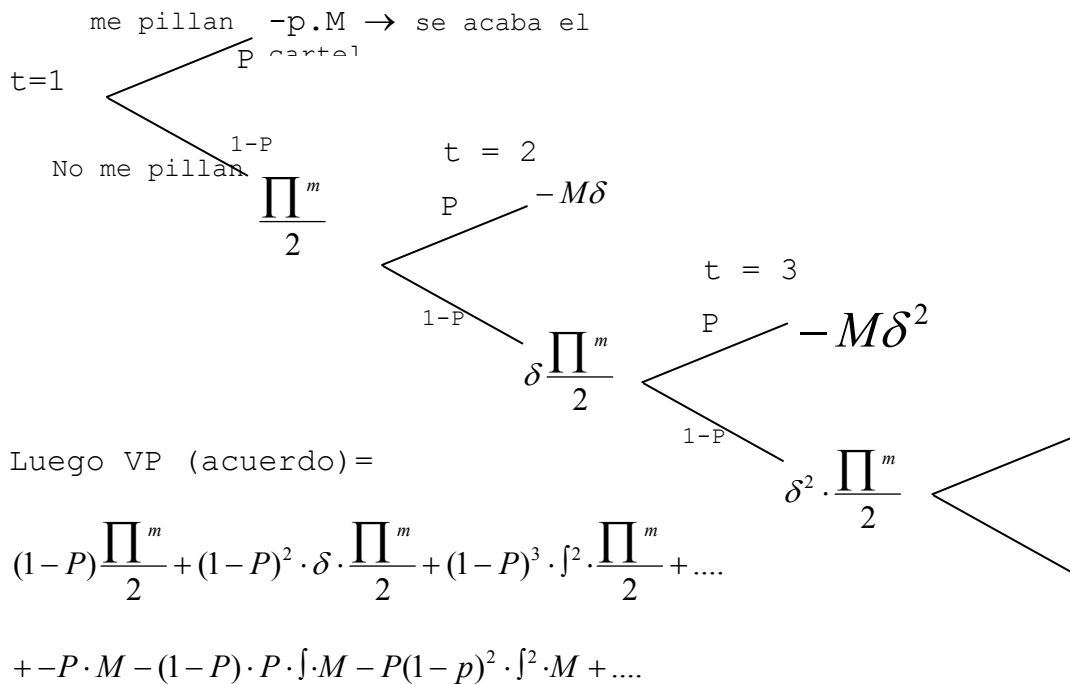 me pillan -p.M → se acaba el
P cartel
t=1
1-P
No me pillan
∏^m / 2
t = 2
P
-Mδ
1-P
δ ∏^m / 2
t = 3
P
-Mδ²
1-P
δ² · ∏^m / 2
Luego VP (acuerdo)=
(1-P) ∏^m / 2 + (1-P)² · δ · ∏^m / 2 + (1-P)³ · ∫² · ∏^m / 2 + ....
+ -P · M - (1-P) · P · ∫ · M - P(1-p)² · ∫² · M + ....